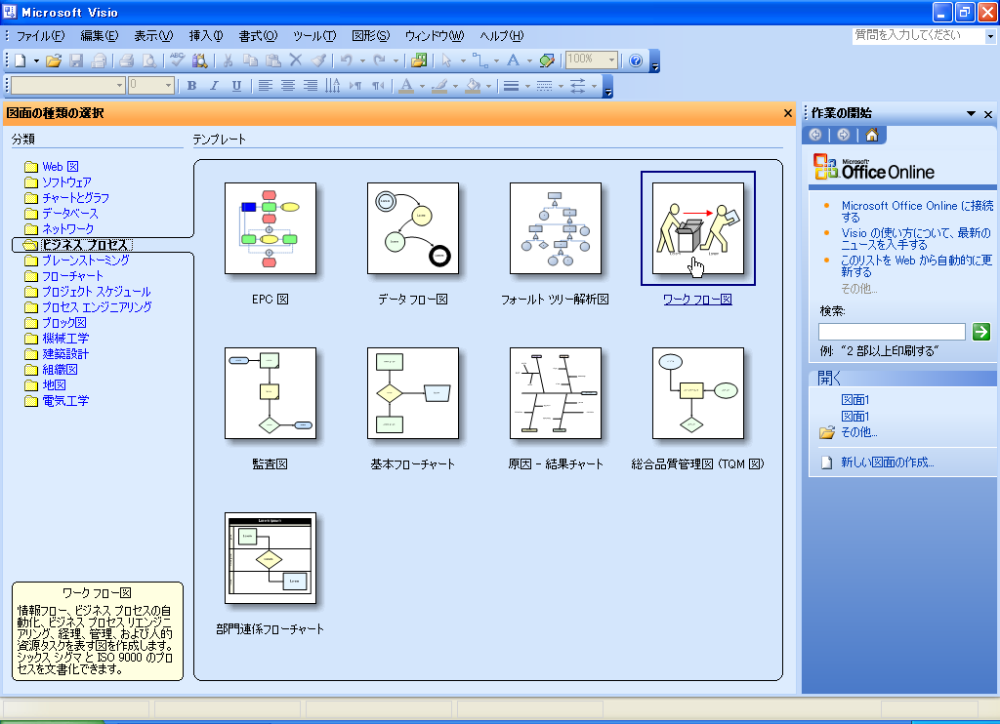 Microsoft Visio
ファイル(F) 編集(E) 表示(V) 挿入(I) 書式(O) ツール(T) 図形(S) ウィンドウ(W) ヘルプ(H)
質問を入力してください
100%
0
B I U
図面の種類の選択
分類
Web 図
ソフトウェア
チャートとグラフ
データベース
ネットワーク
ビジネス プロセス
ブレーンストーミング
フローチャート
プロジェクト スケジュール
プロセス エンジニアリング
ブロック図
機械工学
建築設計
組織図
地図
電気工学
ワーク フロー図
情報フロー、ビジネス プロセスの自
動化、ビジネス プロセス リエンジニ
アリング、経理、管理、および人的
資源タスクを表す図を作成します。
シックス シグマ と ISO 9000 のプロ
セスを文書化できます。
テンプレート
EPC 図
データ フロー図
フォールト ツリー解析図
ワーク フロー図
監査図
基本フローチャート
原因 - 結果チャート
総合品質管理図 (TQM 図)
部門連係フローチャート
作業の開始
Microsoft
Office Online
Microsoft Office Online に接続
する
Visio の使い方について、最新の
ニュースを入手する
このリストを Web から自動的に更
新する
その他...
検索:
例: "2 部以上印刷する"
開く
図面1
図面1
その他...
新しい図面の作成...